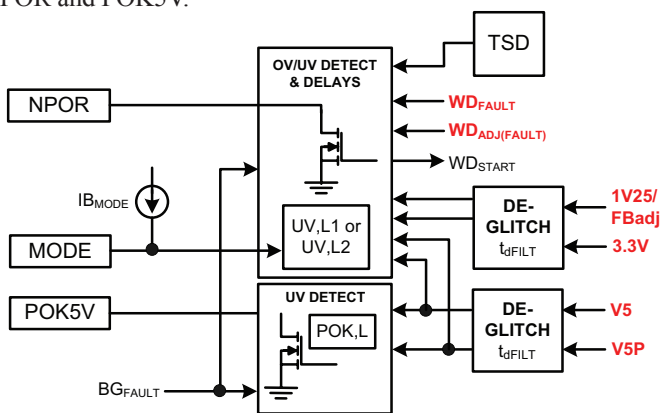 POR and POK5V.
TSD
OV/UV DETECT
& DELAYS
NPOR
WDFAULT
WDADJ(FAULT)
WDSTART
IBMODE
1V25/
FBadj
DE-
GLITCH
tdFILT
3.3V
UV,L1 or
UV,L2
MODE
UV DETECT
POK5V
POK,L
DE-
GLITCH
tdFILT
V5
V5P
BGFAULT